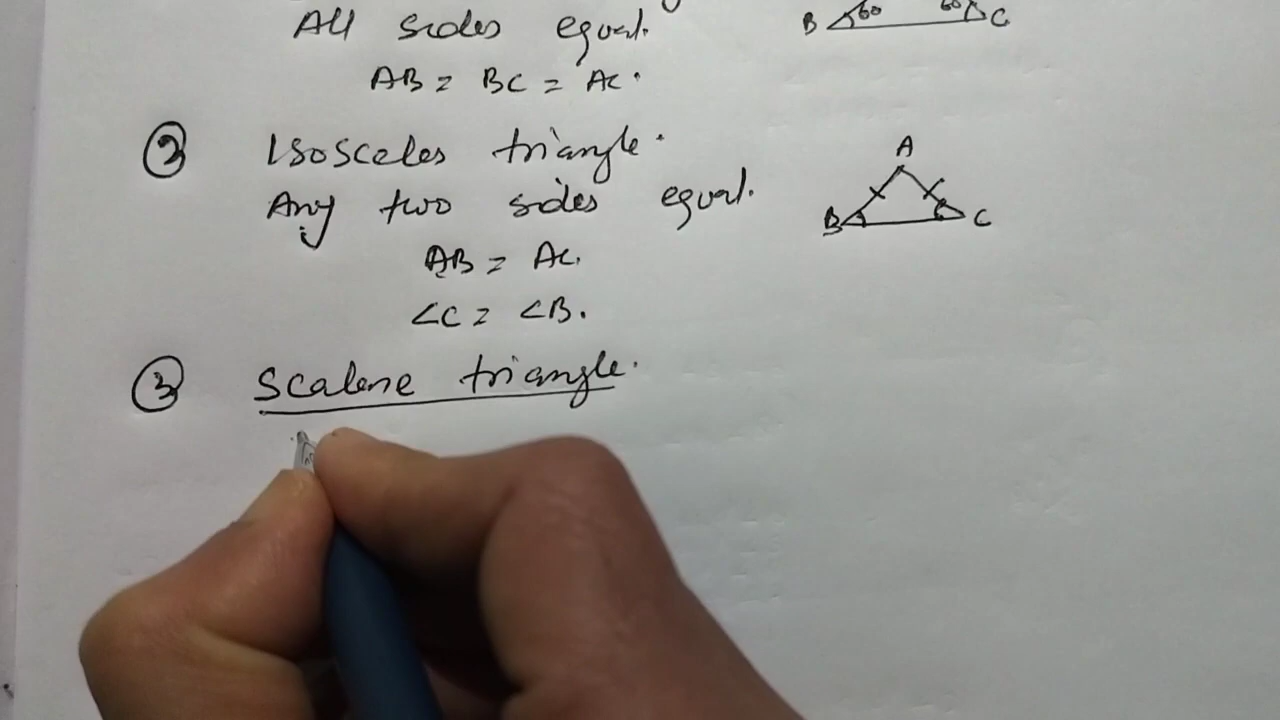 All sides equal.
B 60 60 C
AB = BC = AC.
② Isosceles triangle.
A
Any two sides equal.
B C
AB = AC.
∠C = ∠B.
③ Scalene triangle.